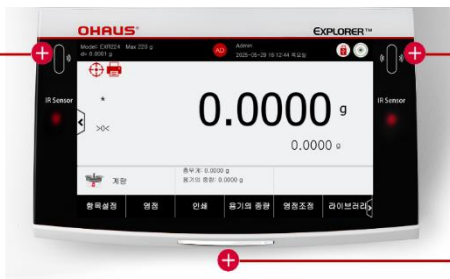 OHAUS
EXPLORER™
Model: EXR224 Max 220 g
d= 0.0001 g
AD
Admin
2025-05-29 16:12:44 목요일
IR Sensor
IR Sensor
*
>0<
0.0000 g
0.0000 g
계량
총무게: 0.0000 g
용기의 중량: 0.0000 g
항목설정
영점
인쇄
용기의 중량
영점조정
라이브러리